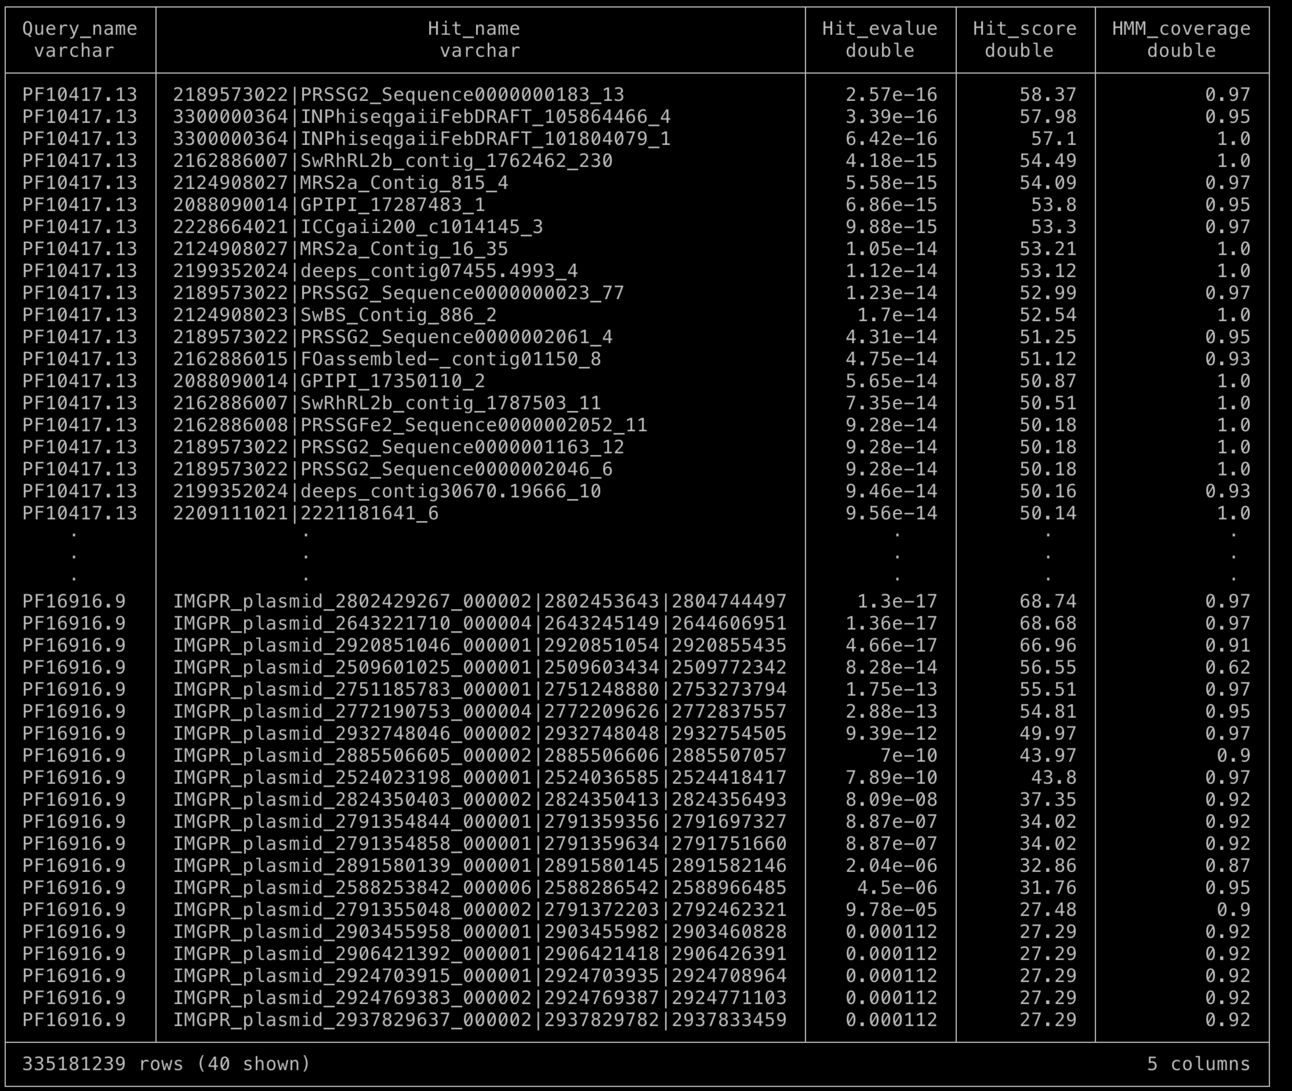 Query_name Hit_name Hit_evalue Hit_score HMM_coverage
varchar varchar double double double
PF10417.13 2189573022|PRSSG2_Sequence0000000183_13 2.57e-16 58.37 0.97
PF10417.13 3300000364|INPhiseqgaiiFebDRAFT_105864466_4 3.39e-16 57.98 0.95
PF10417.13 3300000364|INPhiseqgaiiFebDRAFT_101804079_1 6.42e-16 57.1 1.0
PF10417.13 2162886007|SwRhRL2b_contig_1762462_230 4.18e-15 54.49 1.0
PF10417.13 2124908027|MRS2a_Contig_815_4 5.58e-15 54.09 0.97
PF10417.13 2088090014|GPIPI_17287483_1 6.86e-15 53.8 0.95
PF10417.13 2228664021|ICCgaii200_c1014145_3 9.88e-15 53.3 0.97
PF10417.13 2124908027|MRS2a_Contig_16_35 1.05e-14 53.21 1.0
PF10417.13 2199352024|deeps_contig07455.4993_4 1.12e-14 53.12 1.0
PF10417.13 2189573022|PRSSG2_Sequence0000000023_77 1.23e-14 52.99 0.97
PF10417.13 2124908023|SwBS_Contig_886_2 1.7e-14 52.54 1.0
PF10417.13 2189573022|PRSSG2_Sequence0000002061_4 4.31e-14 51.25 0.95
PF10417.13 2162886015|FOassembled-_contig01150_8 4.75e-14 51.12 0.93
PF10417.13 2088090014|GPIPI_17350110_2 5.65e-14 50.87 1.0
PF10417.13 2162886007|SwRhRL2b_contig_1787503_11 7.35e-14 50.51 1.0
PF10417.13 2162886008|PRSSGFe2_Sequence0000002052_11 9.28e-14 50.18 1.0
PF10417.13 2189573022|PRSSG2_Sequence0000001163_12 9.28e-14 50.18 1.0
PF10417.13 2189573022|PRSSG2_Sequence0000002046_6 9.28e-14 50.18 1.0
PF10417.13 2199352024|deeps_contig30670.19666_10 9.46e-14 50.16 0.93
PF10417.13 2209111021|2221181641_6 9.56e-14 50.14 1.0
· · · · ·
· · · · ·
· · · · ·
PF16916.9 IMGPR_plasmid_2802429267_000002|2802453643|2804744497 1.3e-17 68.74 0.97
PF16916.9 IMGPR_plasmid_2643221710_000004|2643245149|2644606951 1.36e-17 68.68 0.97
PF16916.9 IMGPR_plasmid_2920851046_000001|2920851054|2920855435 4.66e-17 66.96 0.91
PF16916.9 IMGPR_plasmid_2509601025_000001|2509603434|2509772342 8.28e-14 56.55 0.62
PF16916.9 IMGPR_plasmid_2751185783_000001|2751248880|2753273794 1.75e-13 55.51 0.97
PF16916.9 IMGPR_plasmid_2772190753_000004|2772209626|2772837557 2.88e-13 54.81 0.95
PF16916.9 IMGPR_plasmid_2932748046_000002|2932748048|2932754505 9.39e-12 49.97 0.97
PF16916.9 IMGPR_plasmid_2885506605_000002|2885506606|2885507057 7e-10 43.97 0.9
PF16916.9 IMGPR_plasmid_2524023198_000001|2524036585|2524418417 7.89e-10 43.8 0.97
PF16916.9 IMGPR_plasmid_2824350403_000002|2824350413|2824356493 8.09e-08 37.35 0.92
PF16916.9 IMGPR_plasmid_2791354844_000001|2791359356|2791697327 8.87e-07 34.02 0.92
PF16916.9 IMGPR_plasmid_2791354858_000001|2791359634|2791751660 8.87e-07 34.02 0.92
PF16916.9 IMGPR_plasmid_2891580139_000001|2891580145|2891582146 2.04e-06 32.86 0.87
PF16916.9 IMGPR_plasmid_2588253842_000006|2588286542|2588966485 4.5e-06 31.76 0.95
PF16916.9 IMGPR_plasmid_2791355048_000002|2791372203|2792462321 9.78e-05 27.48 0.9
PF16916.9 IMGPR_plasmid_2903455958_000001|2903455982|2903460828 0.000112 27.29 0.92
PF16916.9 IMGPR_plasmid_2906421392_000001|2906421418|2906426391 0.000112 27.29 0.92
PF16916.9 IMGPR_plasmid_2924703915_000001|2924703935|2924708964 0.000112 27.29 0.92
PF16916.9 IMGPR_plasmid_2924769383_000002|2924769387|2924771103 0.000112 27.29 0.92
PF16916.9 IMGPR_plasmid_2937829637_000002|2937829782|2937833459 0.000112 27.29 0.92
335181239 rows (40 shown) 5 columns